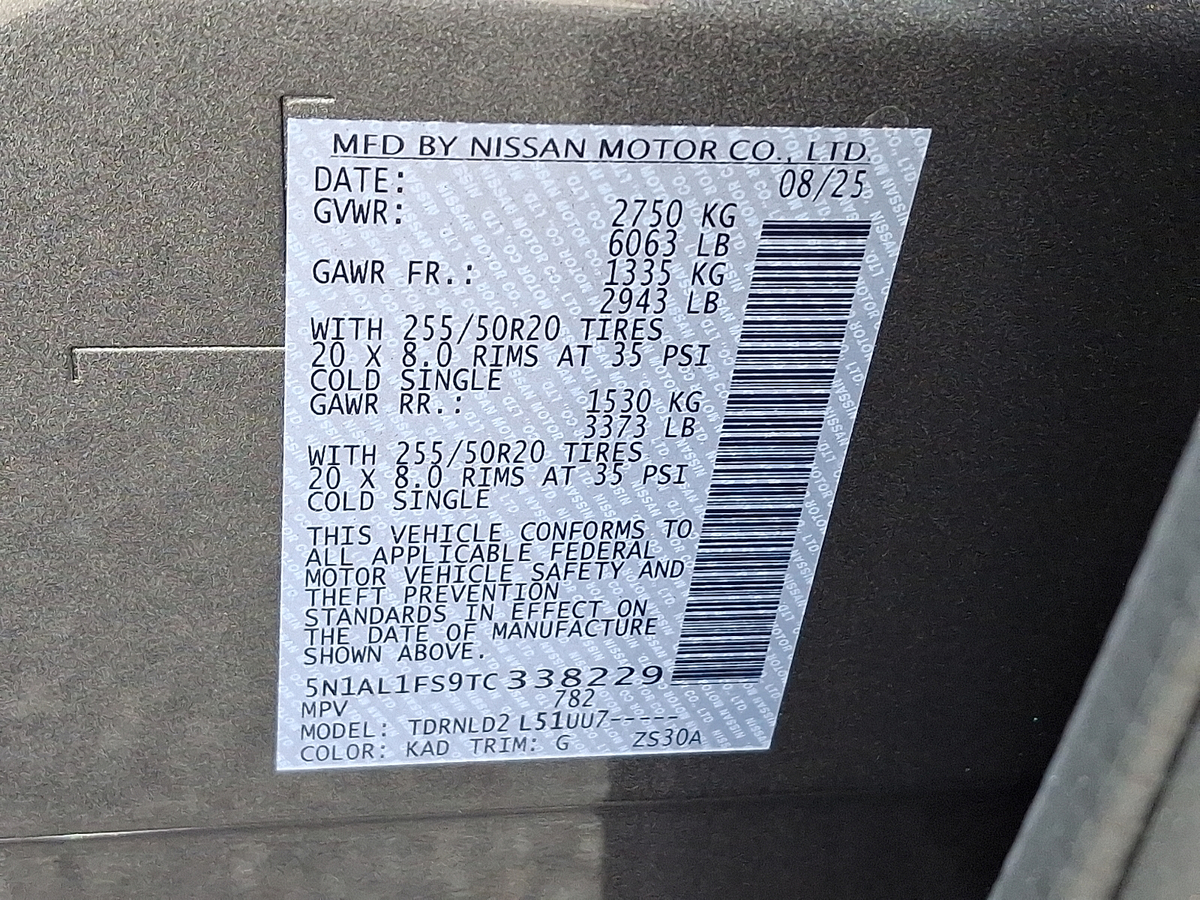 MFD BY NISSAN MOTOR CO., LTD.
DATE: 08/25
GVWR: 2750 KG
6063 LB
GAWR FR.: 1335 KG
2943 LB
WITH 255/50R20 TIRES
20 X 8.0 RIMS AT 35 PSI
COLD SINGLE
GAWR RR.: 1530 KG
3373 LB
WITH 255/50R20 TIRES
20 X 8.0 RIMS AT 35 PSI
COLD SINGLE
THIS VEHICLE CONFORMS TO
ALL APPLICABLE FEDERAL
MOTOR VEHICLE SAFETY AND
THEFT PREVENTION
STANDARDS IN EFFECT ON
THE DATE OF MANUFACTURE
SHOWN ABOVE.
5N1AL1FS9TC338229
MPV 782
MODEL: TDRNLD2 L51UU7-----
COLOR: KAD TRIM: G ZS30A